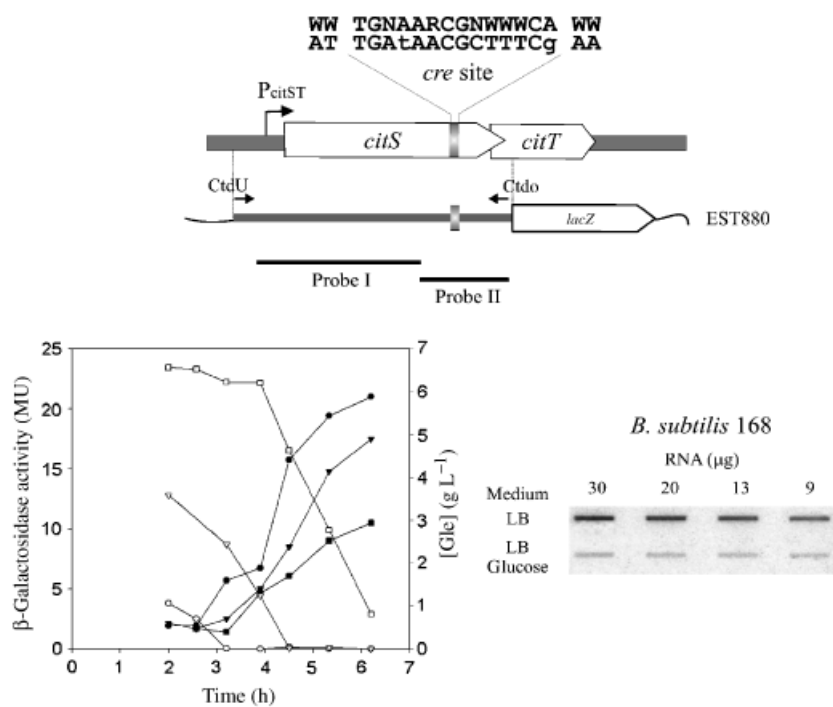 WW TGNAARCGNWWWCA WW
AT TGAtAACGCTTTCg AA
cre site
PcitST
citS
citT
CtdU
Ctdo
lacZ
EST880
Probe I
Probe II
25
20
15
10
5
0
β-Galactosidase activity (MU)
7
6
5
4
3
2
1
0
[Glc] (g L⁻¹)
0 1 2 3 4 5 6 7
Time (h)
B. subtilis 168
RNA (µg)
Medium 30 20 13 9
LB
LB
Glucose